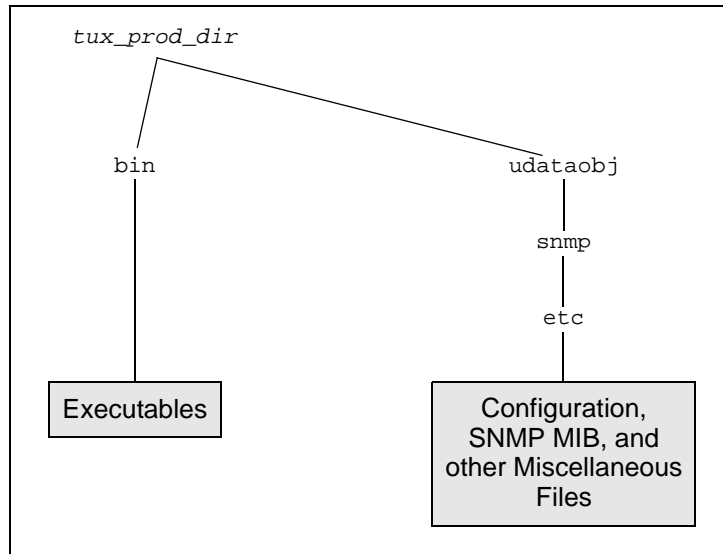 tux_prod_dir
bin
udataobj
snmp
etc
Executables
Configuration,
SNMP MIB, and
other Miscellaneous
Files